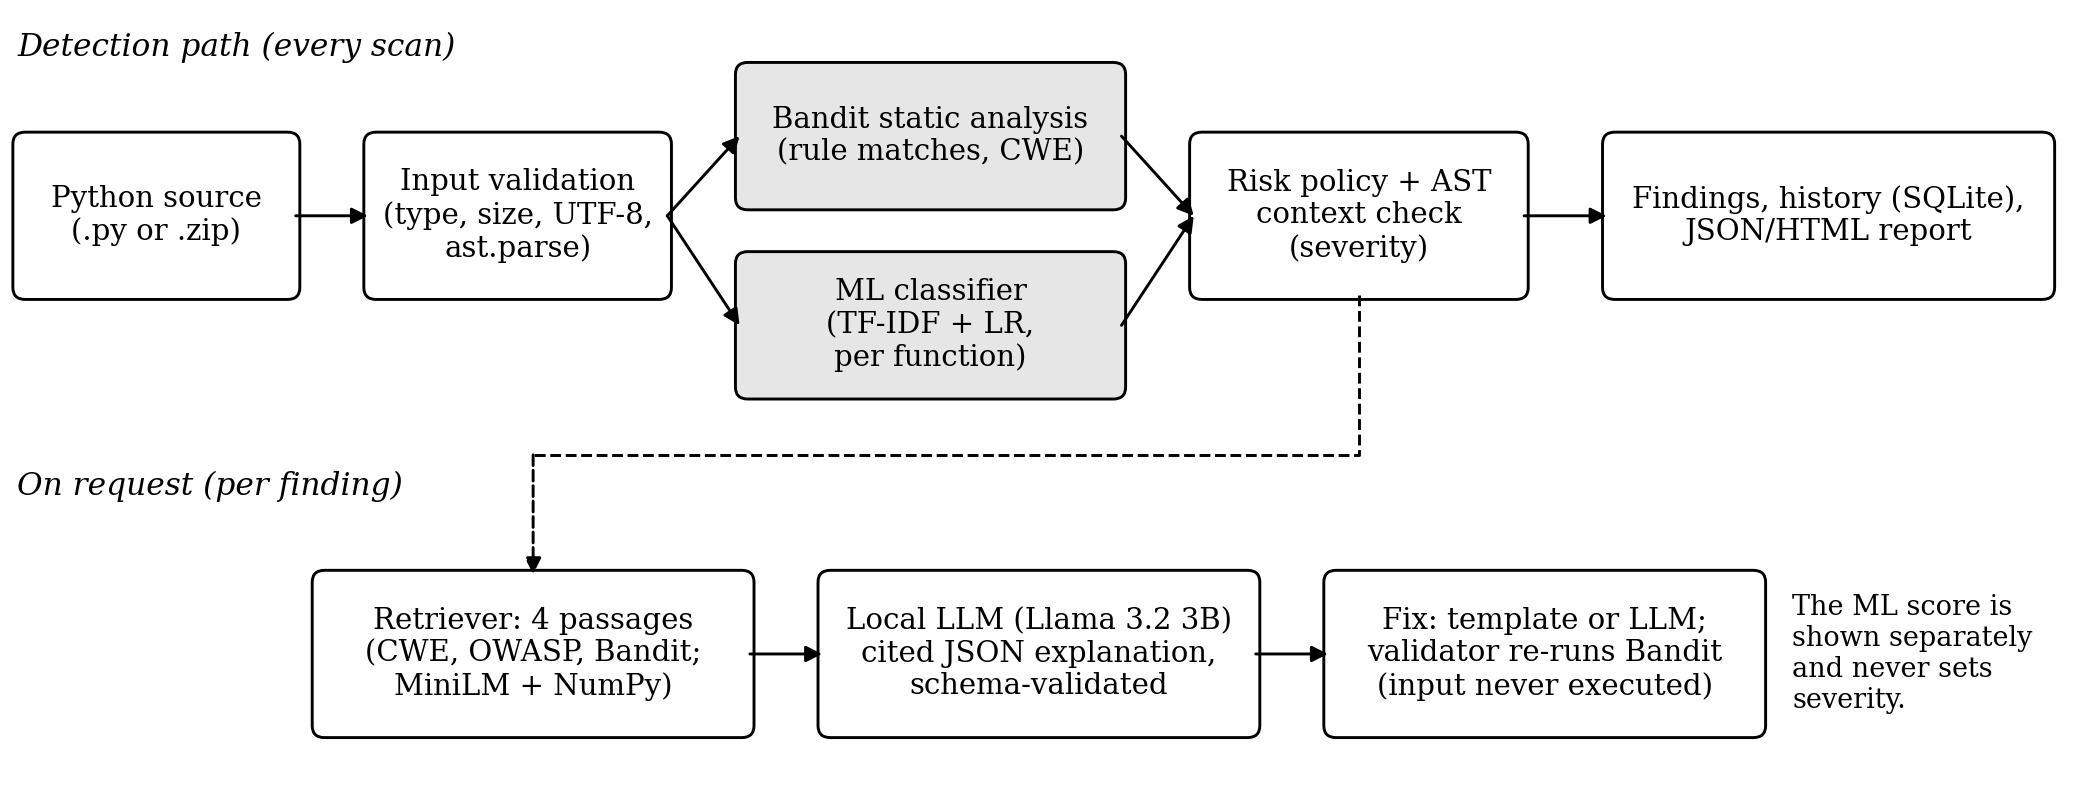 Detection path (every scan)
Python source
(.py or .zip)
Input validation
(type, size, UTF-8,
ast.parse)
Bandit static analysis
(rule matches, CWE)
ML classifier
(TF-IDF + LR,
per function)
Risk policy + AST
context check
(severity)
Findings, history (SQLite),
JSON/HTML report
On request (per finding)
Retriever: 4 passages
(CWE, OWASP, Bandit;
MiniLM + NumPy)
Local LLM (Llama 3.2 3B)
cited JSON explanation,
schema-validated
Fix: template or LLM;
validator re-runs Bandit
(input never executed)
The ML score is
shown separately
and never sets
severity.